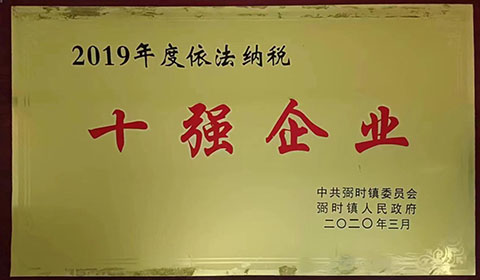 2019年度依法纳税
十强企业
中共弼时镇委员会
弼时镇人民政府
二〇二〇年三月